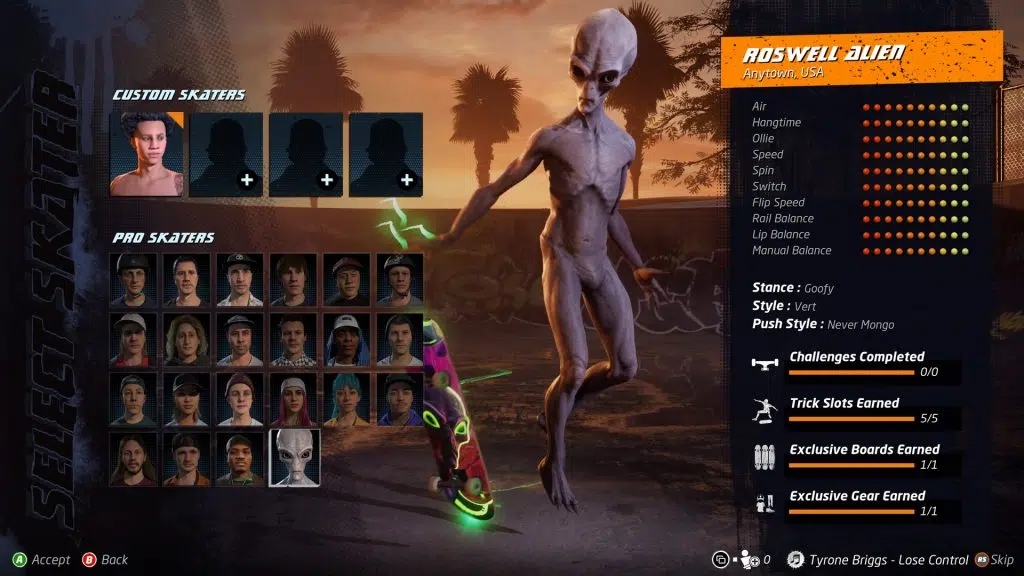 SELECT SKATER
CUSTOM SKATERS
PRO SKATERS
ROSWELL ALIEN
Anytown, USA
Air
Hangtime
Ollie
Speed
Spin
Switch
Flip Speed
Rail Balance
Lip Balance
Manual Balance
Stance : Goofy
Style : Vert
Push Style : Never Mongo
Challenges Completed
0/0
Trick Slots Earned
5/5
Exclusive Boards Earned
1/1
Exclusive Gear Earned
1/1
A Accept B Back
0 Tyrone Briggs - Lose Control RS Skip